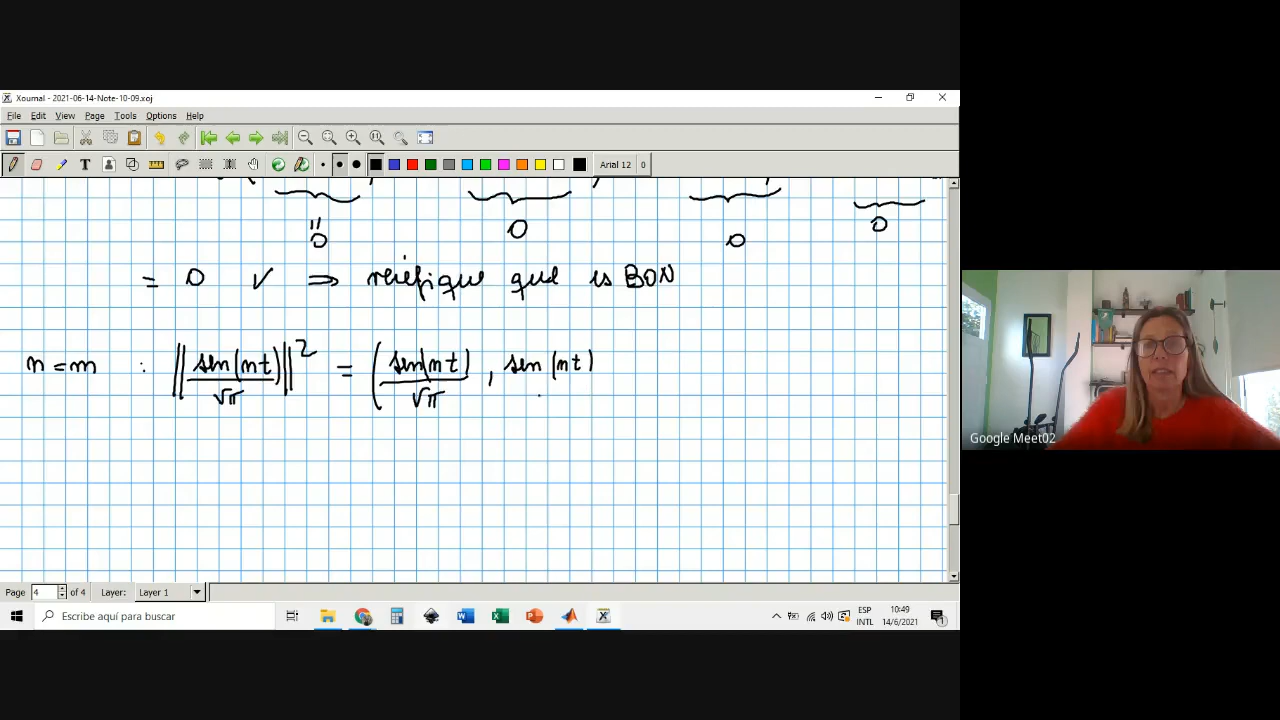 Xournal - 2021-06-14-Note-10-09.xoj
File Edit View Page Tools Options Help
Arial 12 0
0 0 0 0
= 0 ✓ ⇒ verifique que is BON
n = m : ||sen(nt)/√π||² = (sen(nt)/√π, sen(nt)
Google Meet02
Page 4 of 4 Layer: Layer 1
Escribe aquí para buscar
ESP
INTL
10:49
14/6/2021